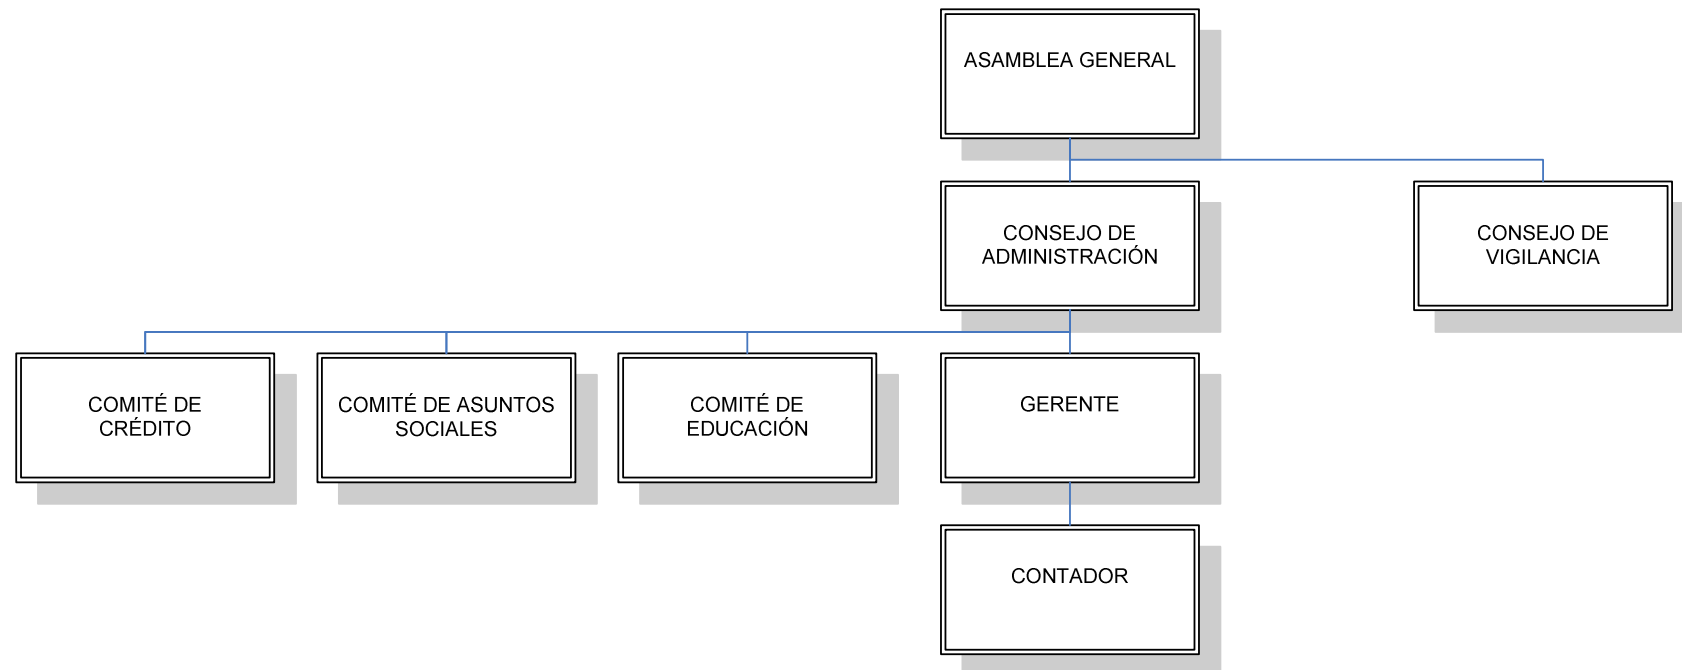 ASAMBLEA GENERAL
CONSEJO DE
ADMINISTRACIÓN
CONSEJO DE
VIGILANCIA
COMITÉ DE
CRÉDITO
COMITÉ DE ASUNTOS
SOCIALES
COMITÉ DE
EDUCACIÓN
GERENTE
CONTADOR